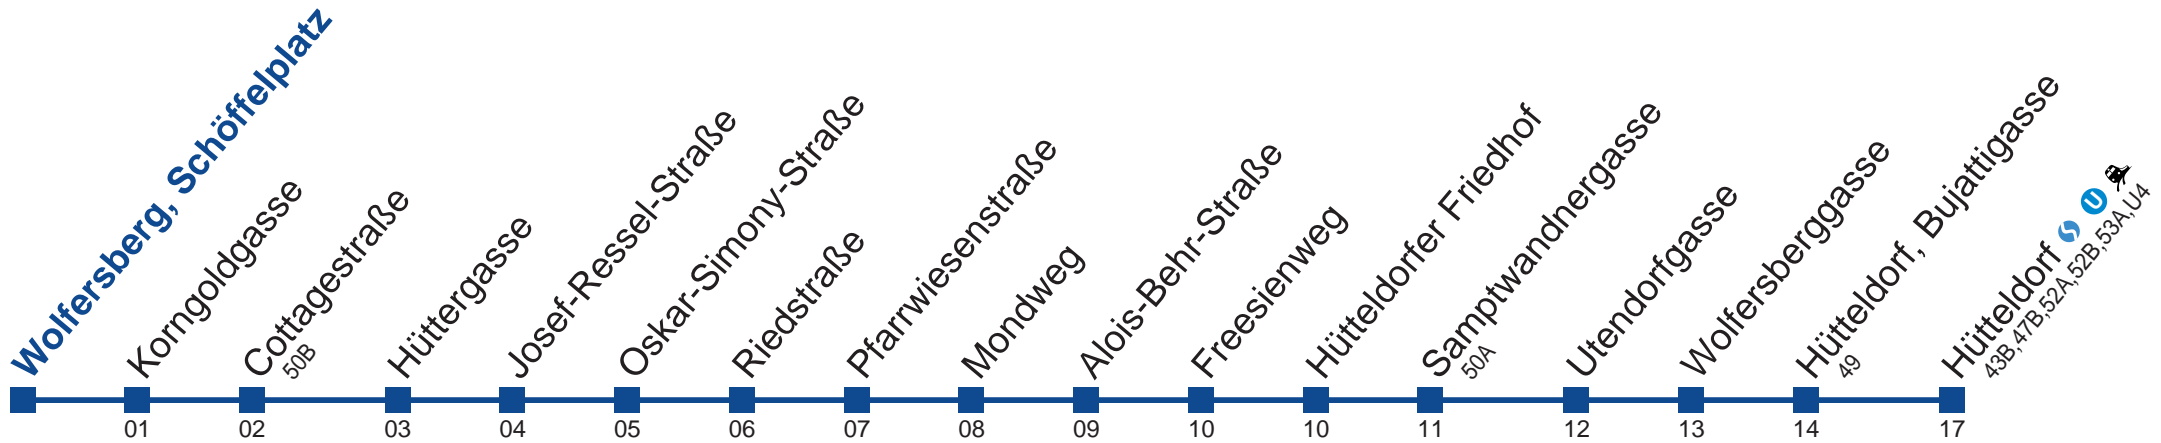 Wolfersberg, Schöffelplatz
Korngoldgasse
01
Cottagestraße
50B
02
Hüttergasse
03
Josef-Ressel-Straße
04
Oskar-Simony-Straße
05
Riedstraße
06
Pfarrwiesenstraße
07
Mondweg
08
Alois-Behr-Straße
09
Freesienweg
10
Hütteldorfer Friedhof
10
Samptwandnergasse
50A
11
Utendorfgasse
12
Wolfersberggasse
13
Hütteldorf, Bujattigasse
49
14
Hütteldorf S U
43B,47B,52A,52B,53A,U4
17